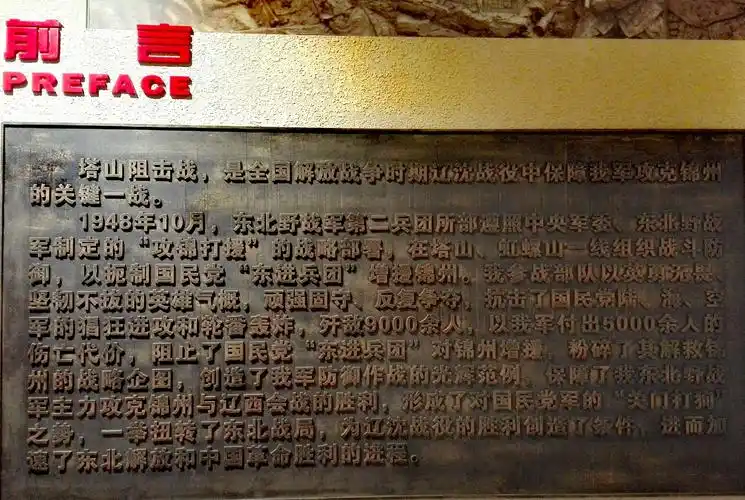 前言
PREFACE
塔山阻击战，是全国解放战争时期辽沈战役中保障我军攻克锦州
的关键一战。
1948年10月，东北野战军第二兵团所部遵照中央军委、东北野战
军制定的“攻锦打援”的战略部署，在塔山、虹螺山一线组织战斗防
御，以扼制国民党“东进兵团”增援锦州。我参战部队以
坚韧不拔的英雄气概，顽强固守、反复争夺，抗击了国民党陆、海、空
军的猖狂进攻和轮番轰炸，歼敌9000余人，以我军付出5000余人的
伤亡代价，阻止了国民党“东进兵团”对锦州增援，粉碎了其解救锦
州的战略企图，创造了我军防御作战的光辉范例。保障了我东北野战
军主力攻克锦州与辽西会战的胜利，形成了对国民党军的“关门打狗”
之势，一举扭转了东北战局，为辽沈战役的胜利创造了条件，进而加
速了东北解放和中国革命胜利的进程。